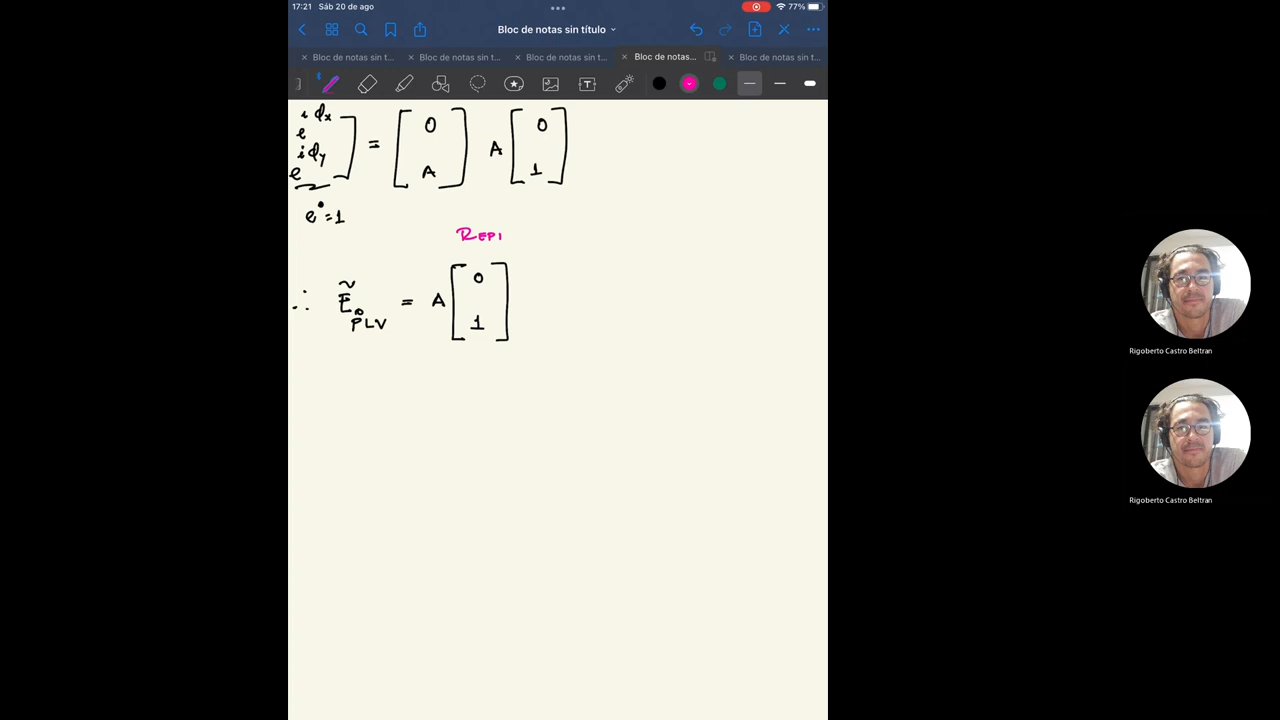 17:21 Sáb 20 de ago
77%
Bloc de notas sin título
Bloc de notas sin t... Bloc de notas sin t... Bloc de notas sin t... Bloc de notas... Bloc de notas sin t...
i ϕx
e
i ϕy
e
] = [ 0 A ] A [ 0 1 ]
e⁰ = 1
REPI
∴ Ẽ₀ PLV = A [ 0 1 ]
Rigoberto Castro Beltran
Rigoberto Castro Beltran